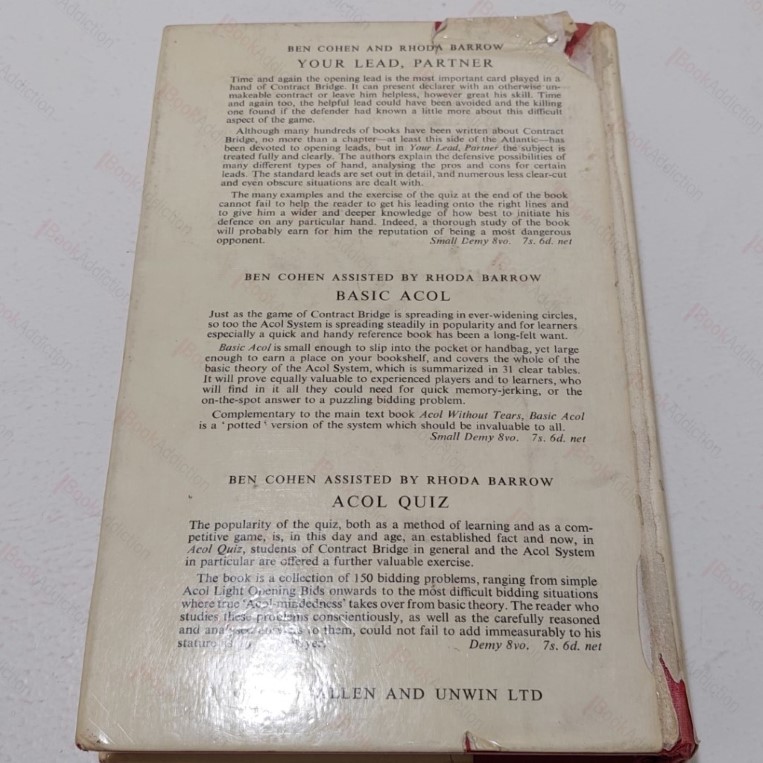 BEN COHEN AND RHODA BARROW
YOUR LEAD, PARTNER
Time and again the opening lead is the most important card played in a
hand of Contract Bridge. It can present declarer with an otherwise un-
makeable contract or leave him helpless, however great his skill. Time
and again too, the helpful lead could have been avoided and the killing
one found if the defender had known a little more about this difficult
aspect of the game.
Although many hundreds of books have been written about Contract
Bridge, no more than a chapter—at least this side of the Atlantic—has
been devoted to opening leads, but in Your Lead, Partner the subject is
treated fully and clearly. The authors explain the defensive possibilities of
many different types of hand, analysing the pros and cons for certain
leads. The standard leads are set out in detail, and numerous less clear-cut
and even obscure situations are dealt with.
The many examples and the exercise of the quiz at the end of the book
cannot fail to help the reader to get his leading onto the right lines and
to give him a wider and deeper knowledge of how best to initiate his
defence on any particular hand. Indeed, a thorough study of the book
will probably earn for him the reputation of being a most dangerous
opponent. Small Demy 8vo. 7s. 6d. net
BEN COHEN ASSISTED BY RHODA BARROW
BASIC ACOL
Just as the game of Contract Bridge is spreading in ever-widening circles,
so too the Acol System is spreading steadily in popularity and for learners
especially a quick and handy reference book has been a long-felt want.
Basic Acol is small enough to slip into the pocket or handbag, yet large
enough to earn a place on your bookshelf, and covers the whole of the
basic theory of the Acol System, which is summarized in 31 clear tables.
It will prove equally valuable to experienced players and to learners, who
will find in it all they could need for quick memory-jerking, or the
on-the-spot answer to a puzzling bidding problem.
Complementary to the main text book Acol Without Tears, Basic Acol
is a 'potted' version of the system which should be invaluable to all.
Small Demy 8vo. 7s. 6d. net
BEN COHEN ASSISTED BY RHODA BARROW
ACOL QUIZ
The popularity of the quiz, both as a method of learning and as a com-
petitive game, is, in this day and age, an established fact and now, in
Acol Quiz, students of Contract Bridge in general and the Acol System
in particular are offered a further valuable exercise.
The book is a collection of 150 bidding problems, ranging from simple
Acol Light Opening Bids onwards to the most difficult bidding situations
where true 'Acol-mindedness' takes over from basic theory. The reader who
studies these problems conscientiously, as well as the carefully reasoned
and to them, could not fail to add immeasurably to his
Demy 8vo. 7s. 6d. net
ALLEN AND UNWIN LTD